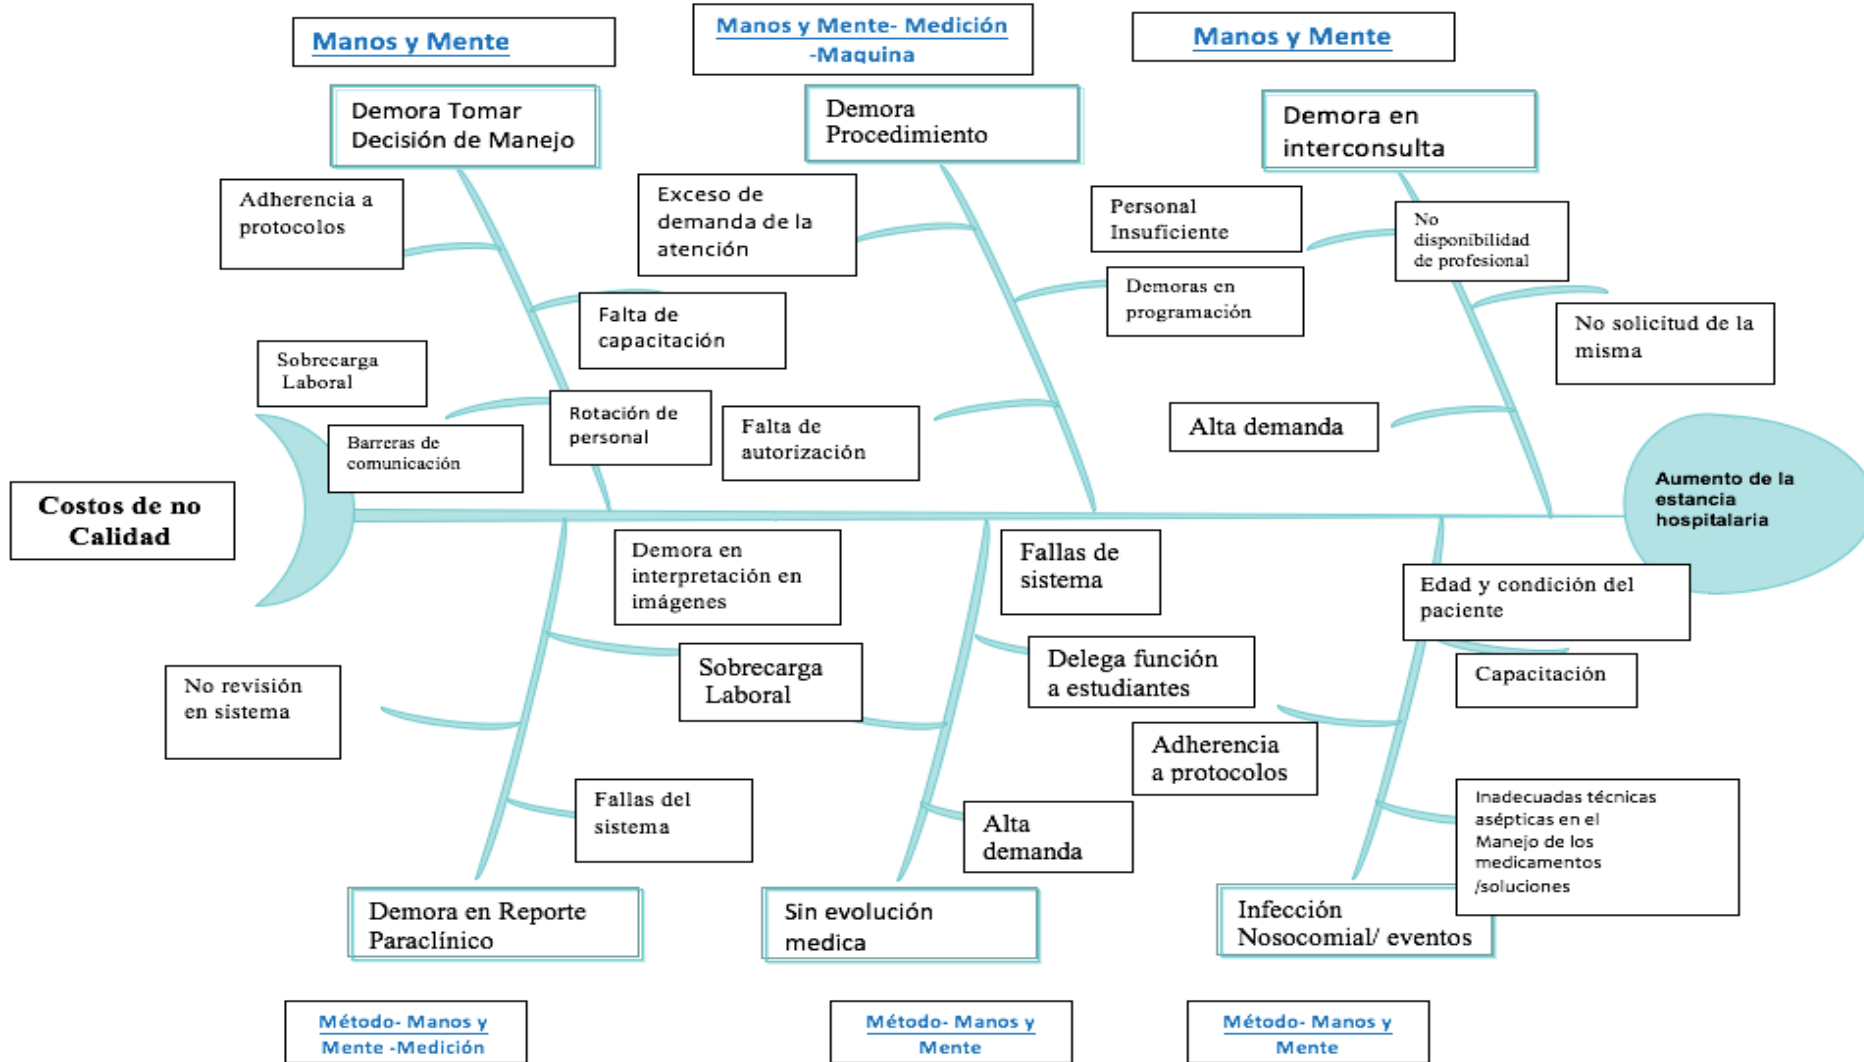 Manos y Mente
Manos y Mente- Medición
-Maquina
Manos y Mente
Demora Tomar
Decisión de Manejo
Demora
Procedimiento
Demora en
interconsulta
Adherencia a
protocolos
Exceso de
demanda de la
atención
Personal
Insuficiente
No
disponibilidad
de profesional
Falta de
capacitación
Demoras en
programación
No solicitud de la
misma
Sobrecarga
Laboral
Rotación de
personal
Falta de
autorización
Alta demanda
Barreras de
comunicación
Costos de no
Calidad
Aumento de la
estancia
hospitalaria
Demora en
interpretación en
imágenes
Fallas de
sistema
Edad y condición del
paciente
No revisión
en sistema
Sobrecarga
Laboral
Delega función
a estudiantes
Capacitación
Adherencia
a protocolos
Fallas del
sistema
Alta
demanda
Inadecuadas técnicas
asépticas en el
Manejo de los
medicamentos
/soluciones
Demora en Reporte
Paraclínico
Sin evolución
medica
Infección
Nosocomial/ eventos
Método- Manos y
Mente -Medición
Método- Manos y
Mente
Método- Manos y
Mente